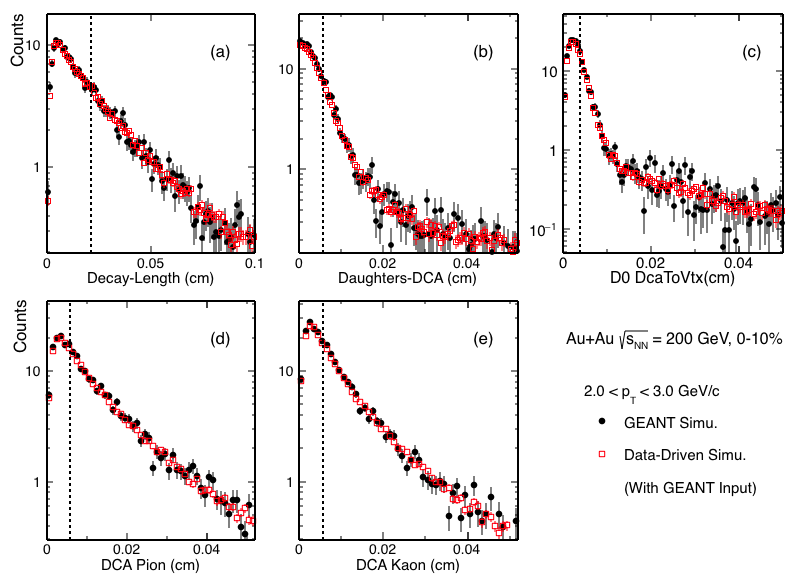 Counts
10
1
(a)
0
0.05
0.1
Decay-Length (cm)
10
1
(b)
0
0.02
0.04
Daughters-DCA (cm)
10
1
10⁻¹
(c)
0
0.02
0.04
D0 DcaToVtx(cm)
Counts
10
1
(d)
0
0.02
0.04
DCA Pion (cm)
10
1
(e)
0
0.02
0.04
DCA Kaon (cm)
Au+Au √s_NN = 200 GeV, 0-10%
2.0 < p_T < 3.0 GeV/c
GEANT Simu.
Data-Driven Simu.
(With GEANT Input)